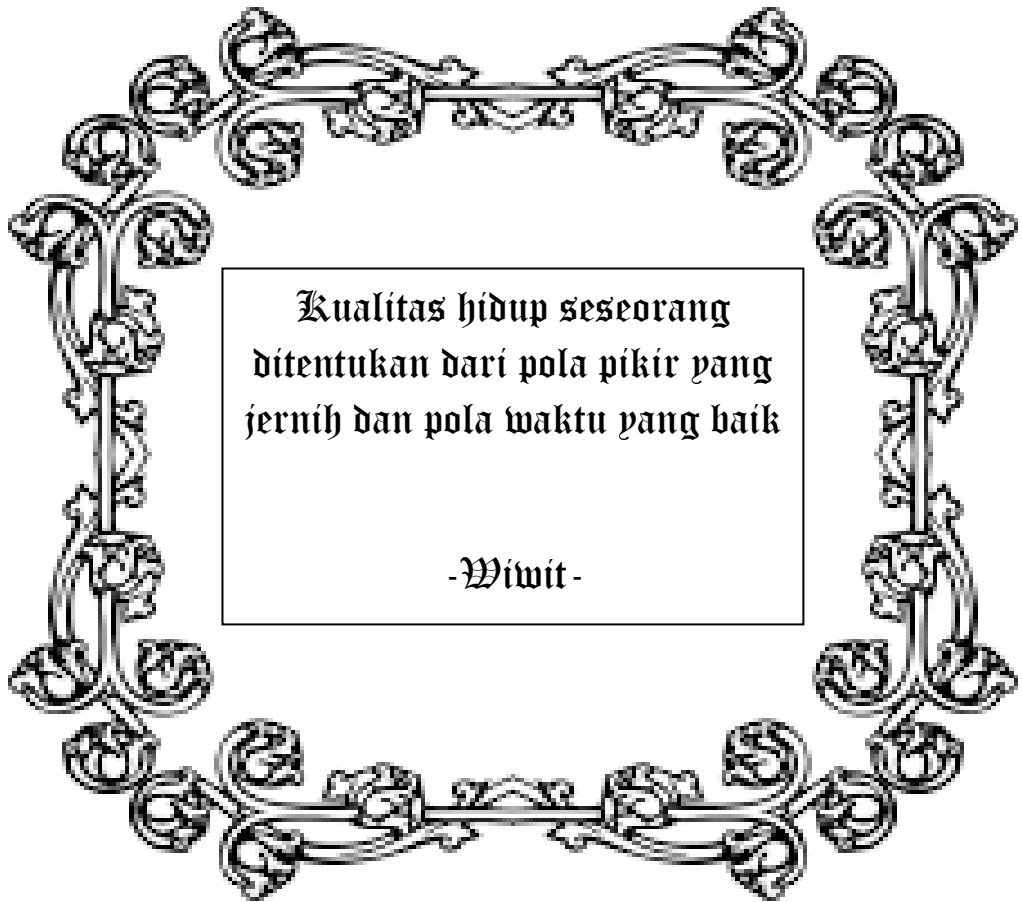 Kualitas hidup seseorang
ditentukan dari pola pikir yang
jernih dan pola waktu yang baik
-Wiwit-